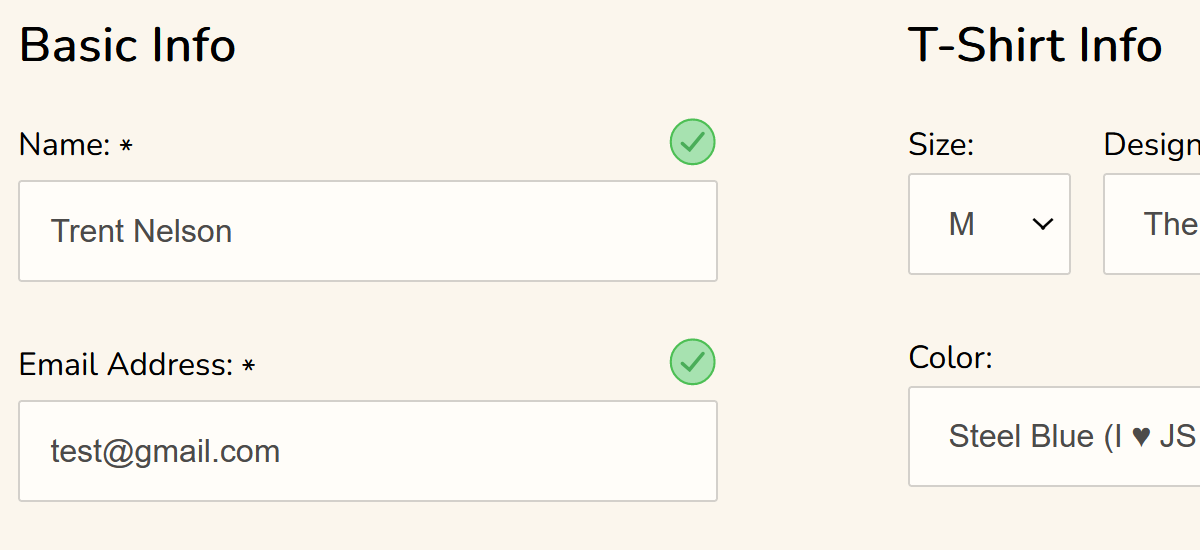 Basic Info
Name: *
Trent Nelson
Email Address: *
test@gmail.com
T-Shirt Info
Size:
M
Design
The
Color:
Steel Blue (I ♥ JS